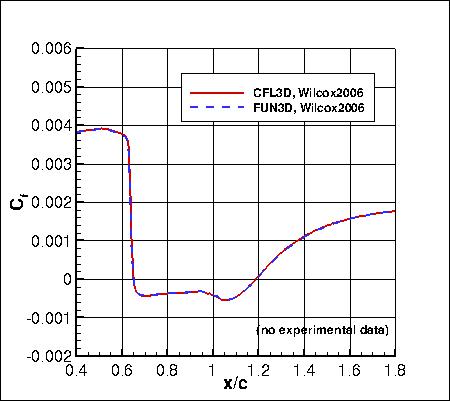 0.006
0.005
0.004
0.003
0.002
0.001
0
-0.001
-0.002
Cf
CFL3D, Wilcox2006
FUN3D, Wilcox2006
(no experimental data)
0.4 0.6 0.8 1 1.2 1.4 1.6 1.8
x/c